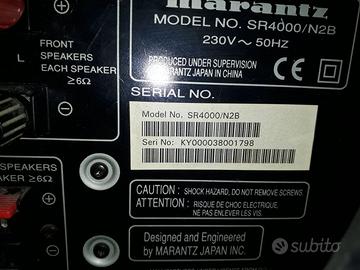 marantz
MODEL NO. SR4000/N2B
230V ~ 50HZ
FRONT
SPEAKERS
EACH SPEAKER
≥6Ω
L
PRODUCED UNDER SUPERVISION
MARANTZ JAPAN IN CHINA
SERIAL NO.
Model No: SR4000/N2B
Seri No: KY000038001798
SPEAKERS
SPEAKER
≥6Ω
CAUTION : SHOCK HAZARD, DO NOT REMOVE SCREWS.
ATTENTION : RISQUE DE CHOC ELECTRIQUE,
NE PAS ENLEVER LES VIS.
Designed and Engineered
by MARANTZ JAPAN INC.
subito